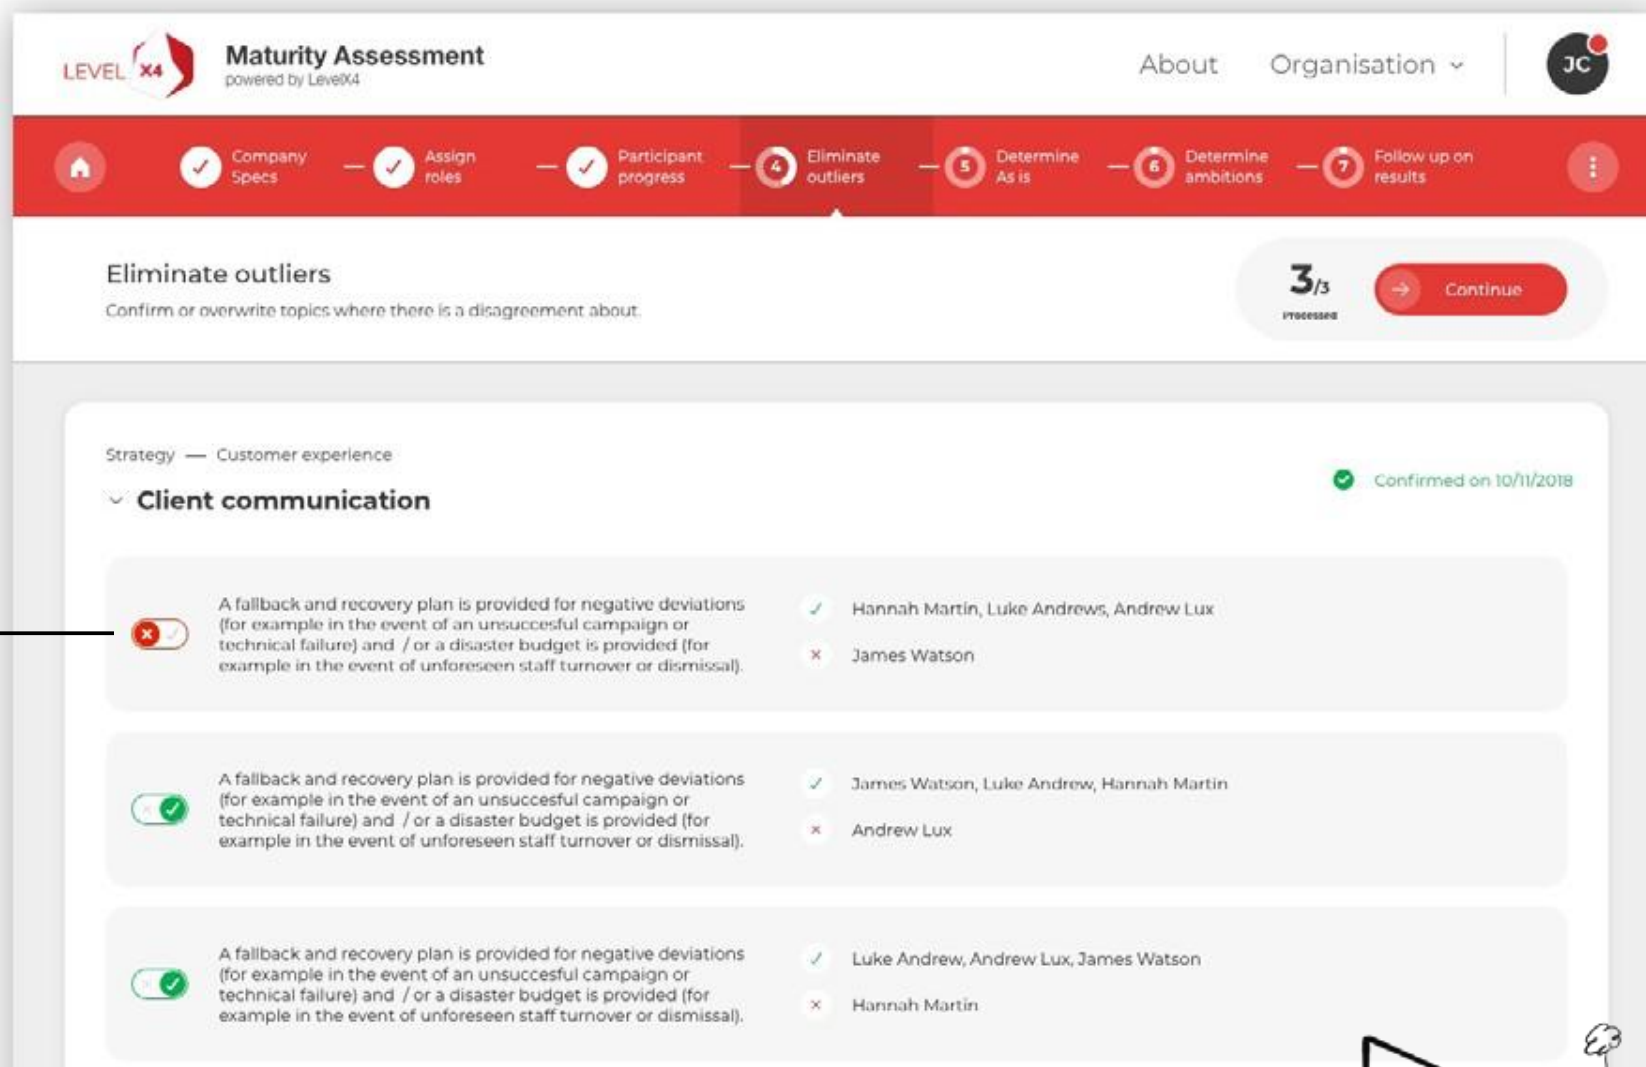 LEVEL X4
Maturity Assessment
powered by LevelX4
About
Organisation
JC
Company
Specs
Assign
roles
Participant
progress
4
Eliminate
outliers
5
Determine
As is
6
Determine
ambitions
7
Follow up on
results
Eliminate outliers
Confirm or overwrite topics where there is a disagreement about.
3/3
Processed
Continue
Strategy — Customer experience
Client communication
Confirmed on 10/11/2018
A fallback and recovery plan is provided for negative deviations
(for example in the event of an unsuccesful campaign or
technical failure) and / or a disaster budget is provided (for
example in the event of unforeseen staff turnover or dismissal).
Hannah Martin, Luke Andrews, Andrew Lux
James Watson
A fallback and recovery plan is provided for negative deviations
(for example in the event of an unsuccesful campaign or
technical failure) and / or a disaster budget is provided (for
example in the event of unforeseen staff turnover or dismissal).
James Watson, Luke Andrew, Hannah Martin
Andrew Lux
A fallback and recovery plan is provided for negative deviations
(for example in the event of an unsuccesful campaign or
technical failure) and / or a disaster budget is provided (for
example in the event of unforeseen staff turnover or dismissal).
Luke Andrew, Andrew Lux, James Watson
Hannah Martin